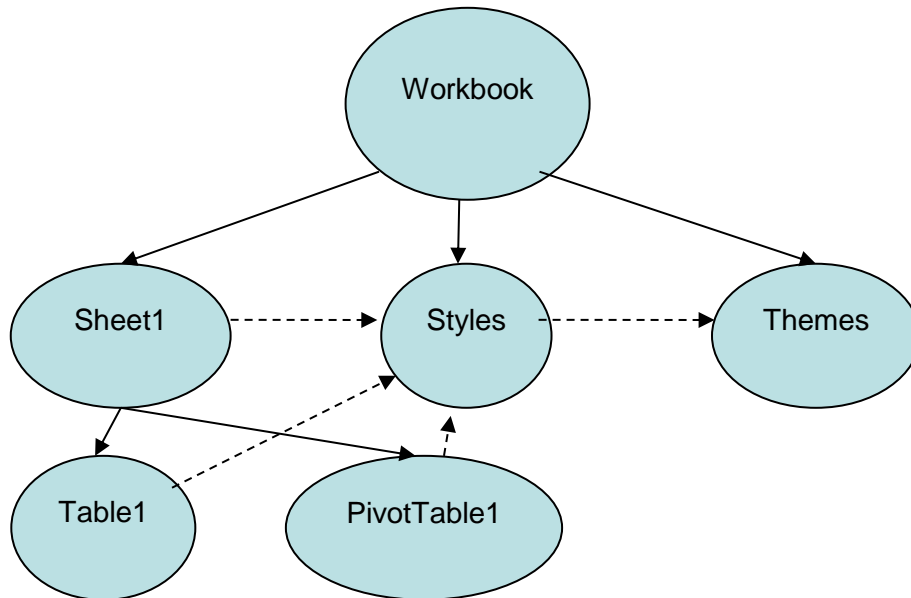 Workbook
Sheet1
Styles
Themes
Table1
PivotTable1